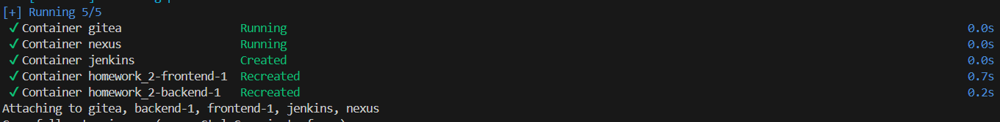 [+] Running 5/5
✔ Container gitea Running 0.0s
✔ Container nexus Running 0.0s
✔ Container jenkins Created 0.0s
✔ Container homework_2-frontend-1 Recreated 0.7s
✔ Container homework_2-backend-1 Recreated 0.2s
Attaching to gitea, backend-1, frontend-1, jenkins, nexus